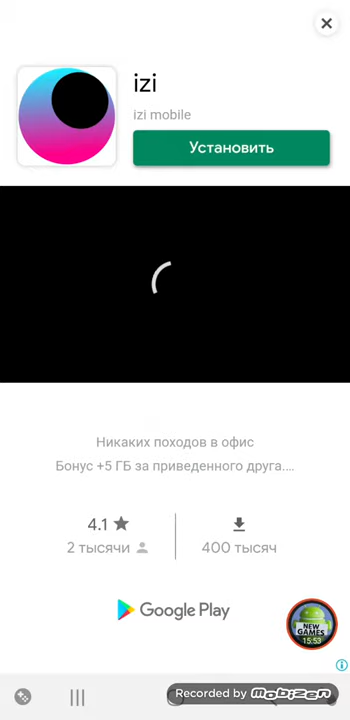 izi
izi mobile
Установить
Никаких походов в офис
Бонус +5 ГБ за приведенного друга....
4.1
2 тысячи
400 тысяч
Google Play
NEW
GAMES
15:53
Recorded by mobizen